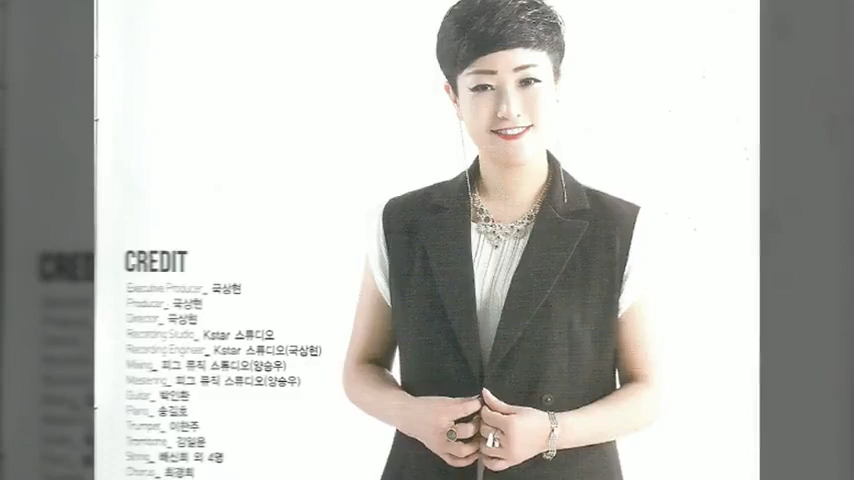 CREDIT
Executive Producer_ 국상현
Producer_ 국상현
Director_ 국상현
Recording Studio_ Kstar 스튜디오
Recording Engineer_ Kstar 스튜디오(국상현)
Mixing_ 피그 뮤직 스튜디오(양승우)
Mastering_ 피그 뮤직 스튜디오(양승우)
Guitar_ 박인환
Piano_ 송길호
Trumpet_ 이한주
Trombone_ 김일윤
String_ 배신희 외 4명
Chorus_ 최경희